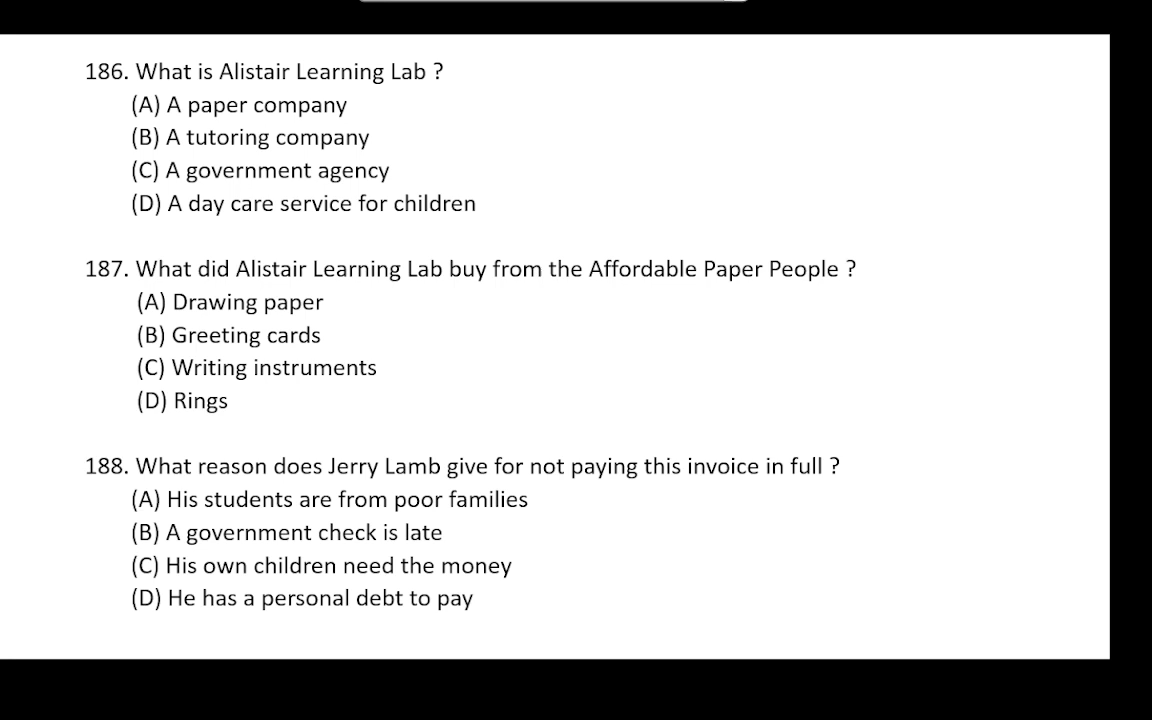 186. What is Alistair Learning Lab ?
(A) A paper company
(B) A tutoring company
(C) A government agency
(D) A day care service for children
187. What did Alistair Learning Lab buy from the Affordable Paper People ?
(A) Drawing paper
(B) Greeting cards
(C) Writing instruments
(D) Rings
188. What reason does Jerry Lamb give for not paying this invoice in full ?
(A) His students are from poor families
(B) A government check is late
(C) His own children need the money
(D) He has a personal debt to pay